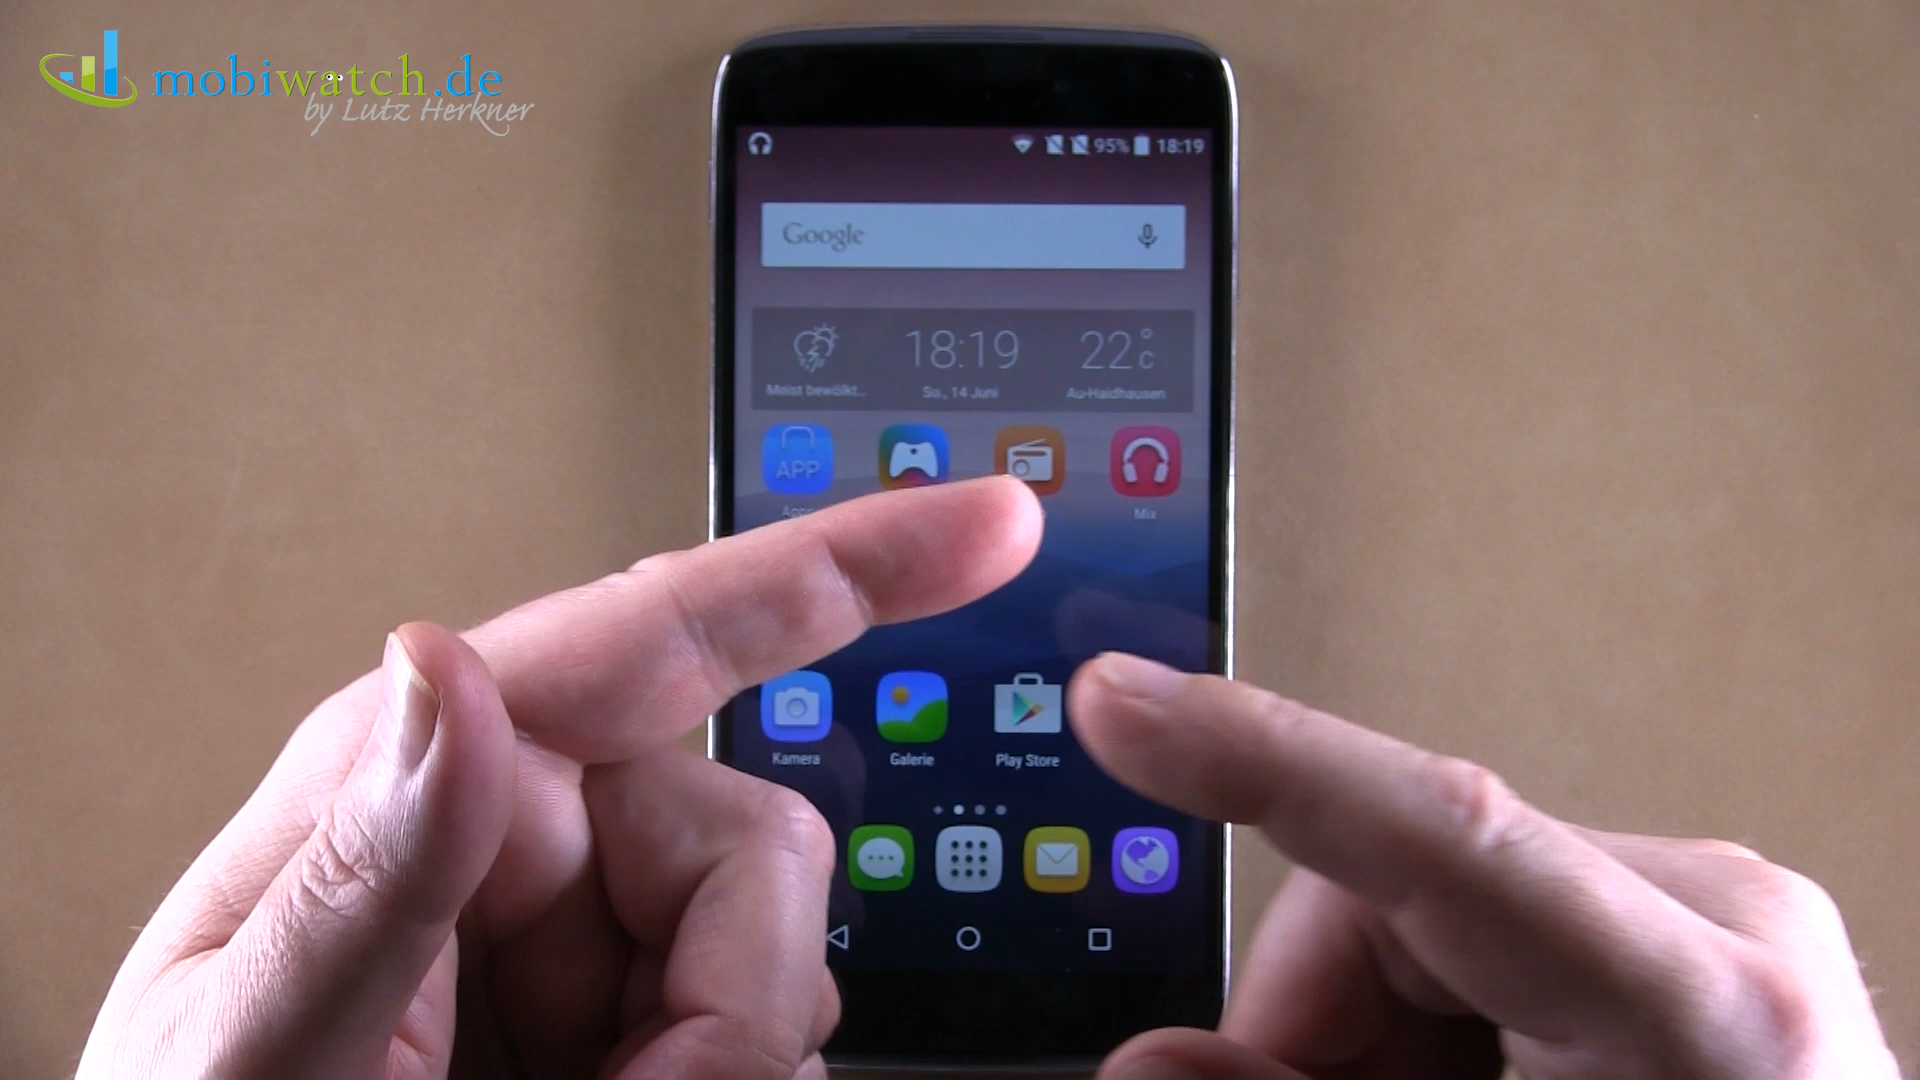 mobiwatch.de
by Lutz Herkner
95% 18:19
Google
18:19 22°C
Meist bewölkt... So., 14 Juni Au-Haidhausen
APP
Apps Mix
Kamera Galerie Play Store